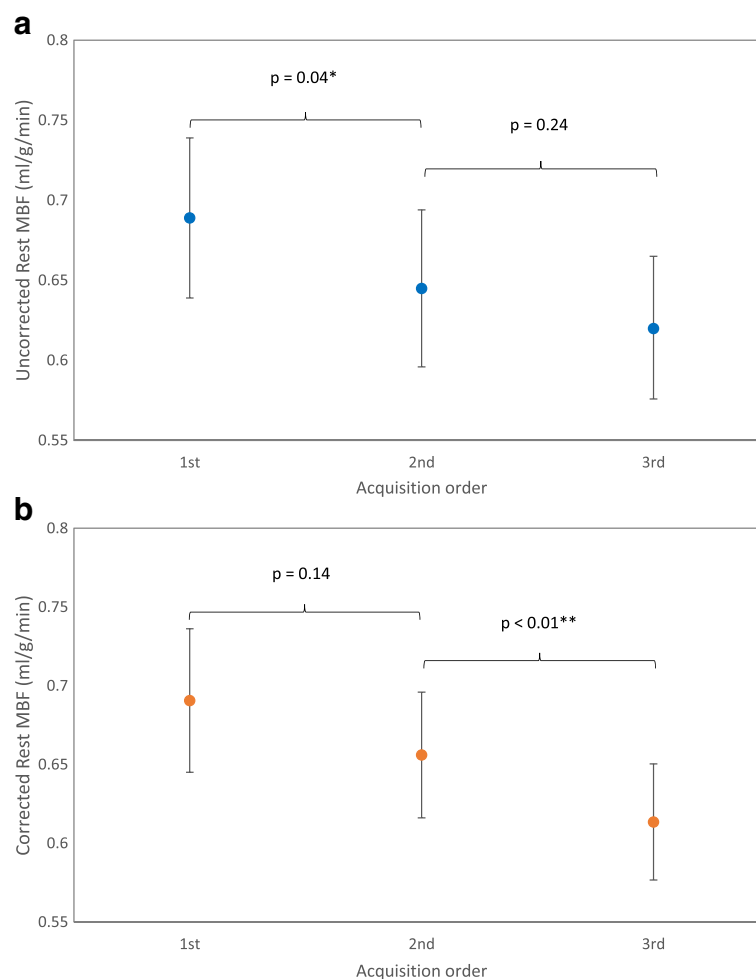 a
0.8
0.75
0.7
0.65
0.6
0.55
Uncorrected Rest MBF (ml/g/min)
p = 0.04*
p = 0.24
1st
2nd
3rd
Acquisition order
b
0.8
0.75
0.7
0.65
0.6
0.55
Corrected Rest MBF (ml/g/min)
p = 0.14
p < 0.01**
1st
2nd
3rd
Acquisition order